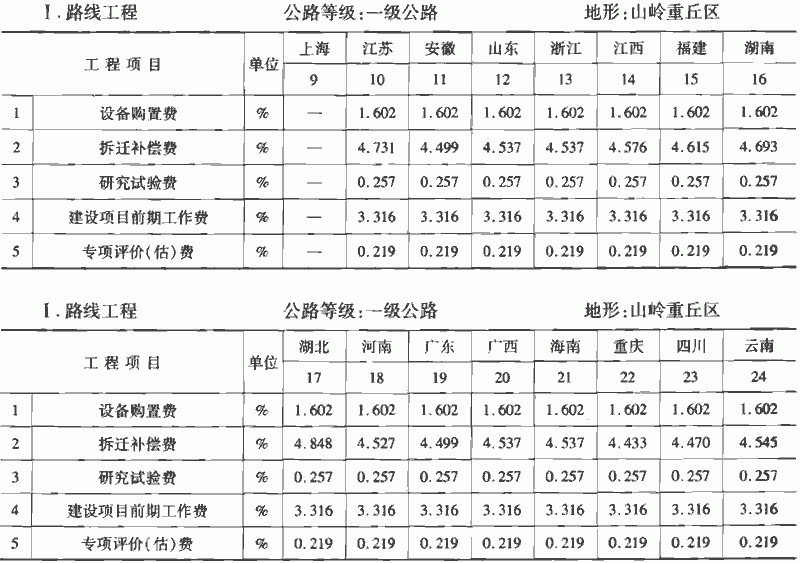 Ⅰ.路线工程 公路等级:一级公路 地形:山岭重丘区
工程项目 单位 上海 江苏 安徽 山东 浙江 江西 福建 湖南
9 10 11 12 13 14 15 16
1 设备购置费 % — 1.602 1.602 1.602 1.602 1.602 1.602 1.602
2 拆迁补偿费 % — 4.731 4.499 4.537 4.537 4.576 4.615 4.693
3 研究试验费 % — 0.257 0.257 0.257 0.257 0.257 0.257 0.257
4 建设项目前期工作费 % — 3.316 3.316 3.316 3.316 3.316 3.316 3.316
5 专项评价(估)费 % — 0.219 0.219 0.219 0.219 0.219 0.219 0.219
Ⅰ.路线工程 公路等级:一级公路 地形:山岭重丘区
工程项目 单位 湖北 河南 广东 广西 海南 重庆 四川 云南
17 18 19 20 21 22 23 24
1 设备购置费 % 1.602 1.602 1.602 1.602 1.602 1.602 1.602 1.602
2 拆迁补偿费 % 4.848 4.527 4.499 4.537 4.537 4.433 4.470 4.545
3 研究试验费 % 0.257 0.257 0.257 0.257 0.257 0.257 0.257 0.257
4 建设项目前期工作费 % 3.316 3.316 3.316 3.316 3.316 3.316 3.316 3.316
5 专项评价(估)费 % 0.219 0.219 0.219 0.219 0.219 0.219 0.219 0.219